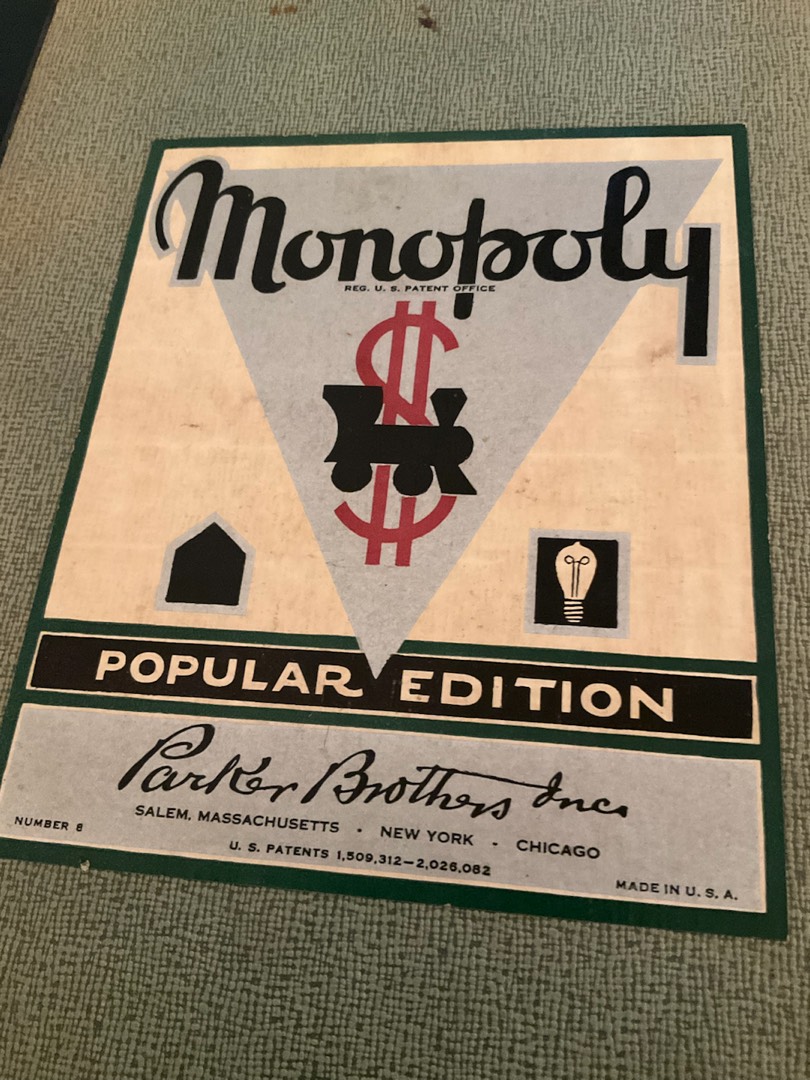 Monopoly
REG. U. S. PATENT OFFICE
POPULAR EDITION
Parker Brothers Inc.
SALEM, MASSACHUSETTS · NEW YORK · CHICAGO
NUMBER 8
U. S. PATENTS 1,509,312—2,026,082
MADE IN U. S. A.